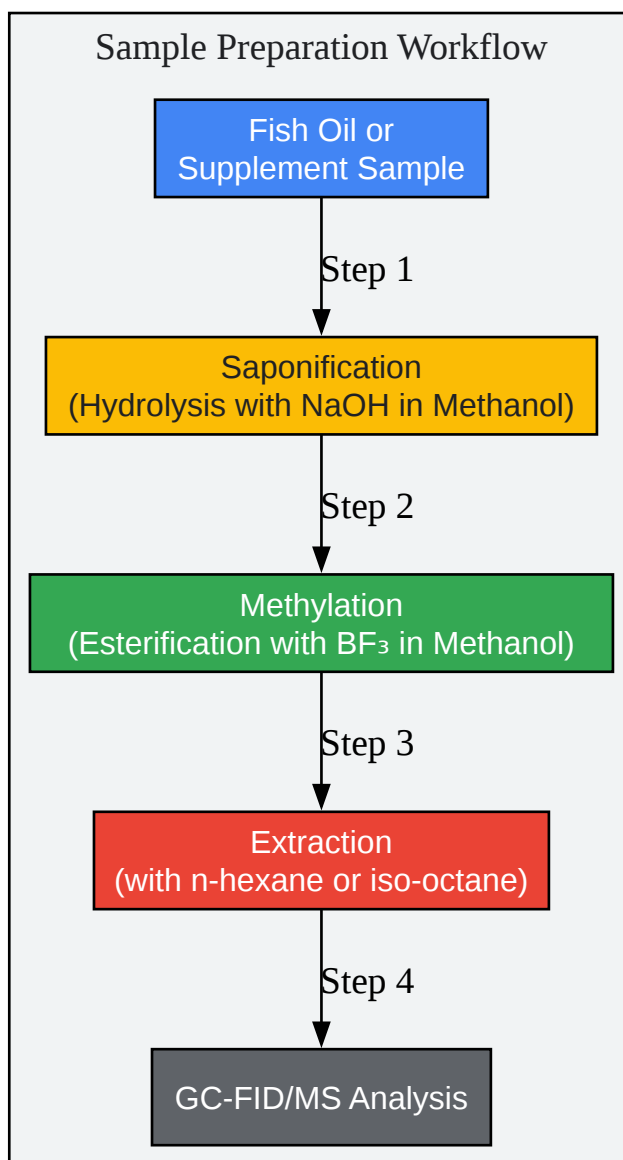 Sample Preparation Workflow
Fish Oil or
Supplement Sample
Step 1
Saponification
(Hydrolysis with NaOH in Methanol)
Step 2
Methylation
(Esterification with BF₃ in Methanol)
Step 3
Extraction
(with n-hexane or iso-octane)
Step 4
GC-FID/MS Analysis